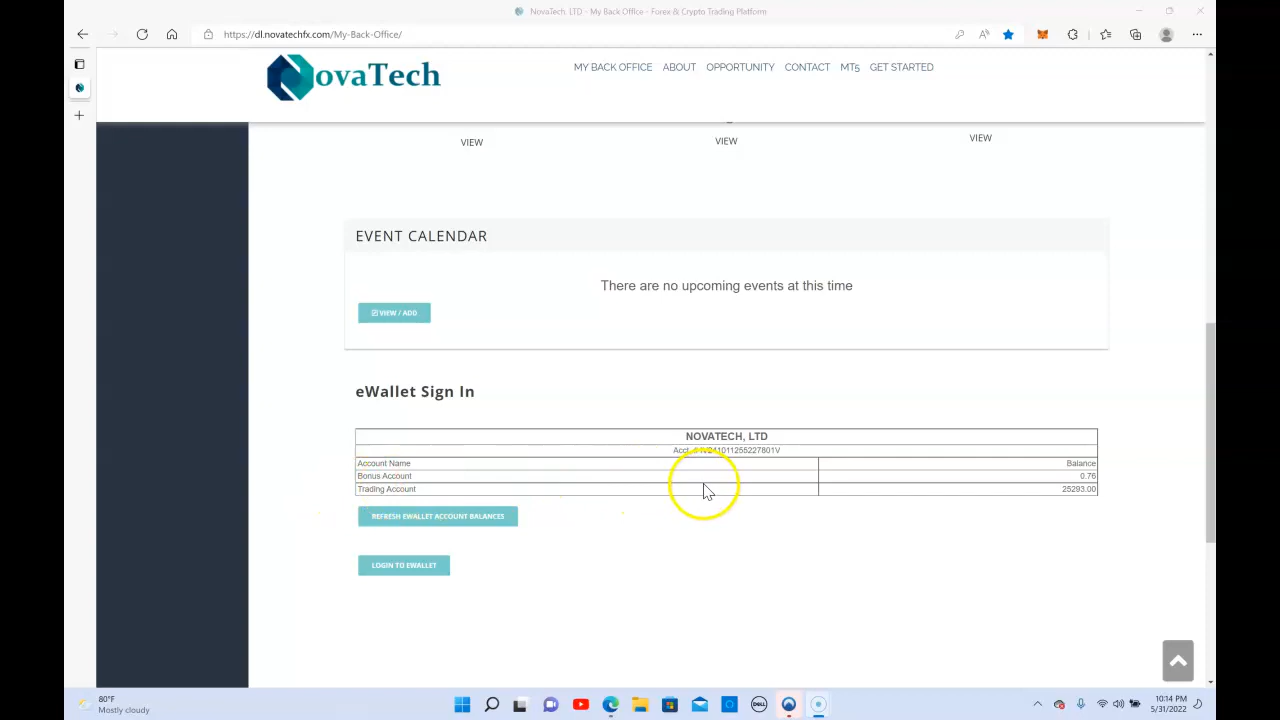 NovaTech, LTD - My Back Office - Forex & Crypto Trading Platform
https://dl.novatechfx.com/My-Back-Office/
NovaTech
MY BACK OFFICE ABOUT OPPORTUNITY CONTACT MT5 GET STARTED
VIEW VIEW VIEW
EVENT CALENDAR
There are no upcoming events at this time
VIEW / ADD
eWallet Sign In
NOVATECH, LTD
Acct.
Account Name Balance
Bonus Account 0.76
Trading Account 25293.00
REFRESH EWALLET ACCOUNT BALANCES
LOGIN TO EWALLET
80°F
Mostly cloudy
DELL
10:14 PM
5/31/2022